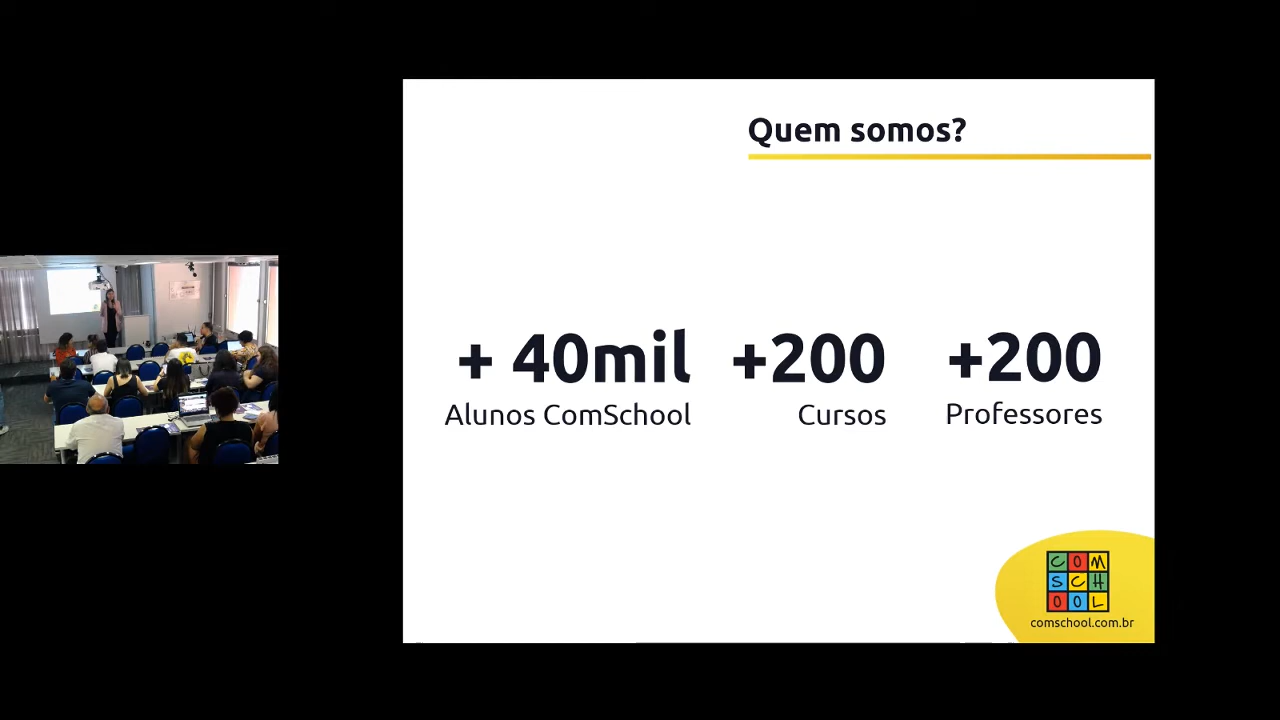 Quem somos?
+ 40mil
Alunos ComSchool
+200
Cursos
+200
Professores
COM
SCH
OOL
comschool.com.br